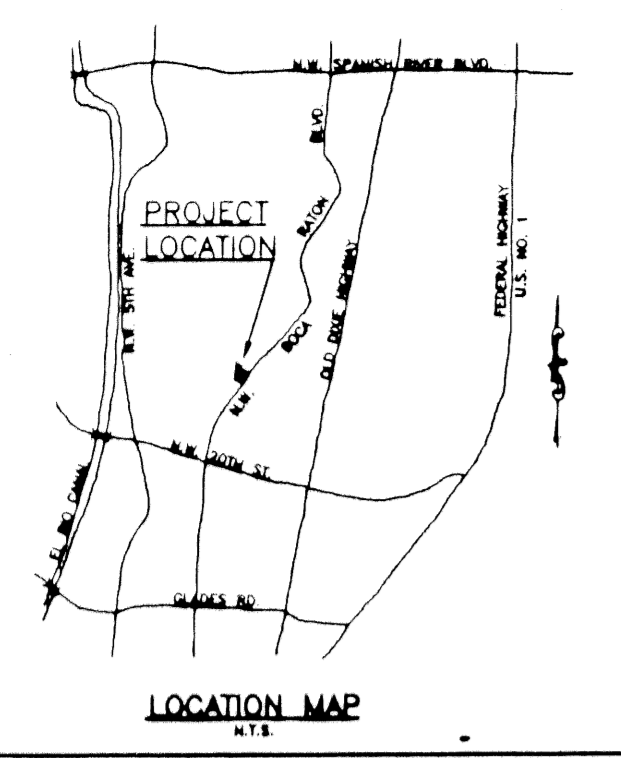 N.W. SPANISH RIVER BLVD.
N.W. BOCA RATON BLVD.
PROJECT
LOCATION
N.W. 5TH AVE.
OLD DIXIE HIGHWAY
FEDERAL HIGHWAY
U.S. NO. 1
N.W. 20TH ST.
EL RIO CANAL
GLADES RD.
LOCATION MAP
N.T.S.